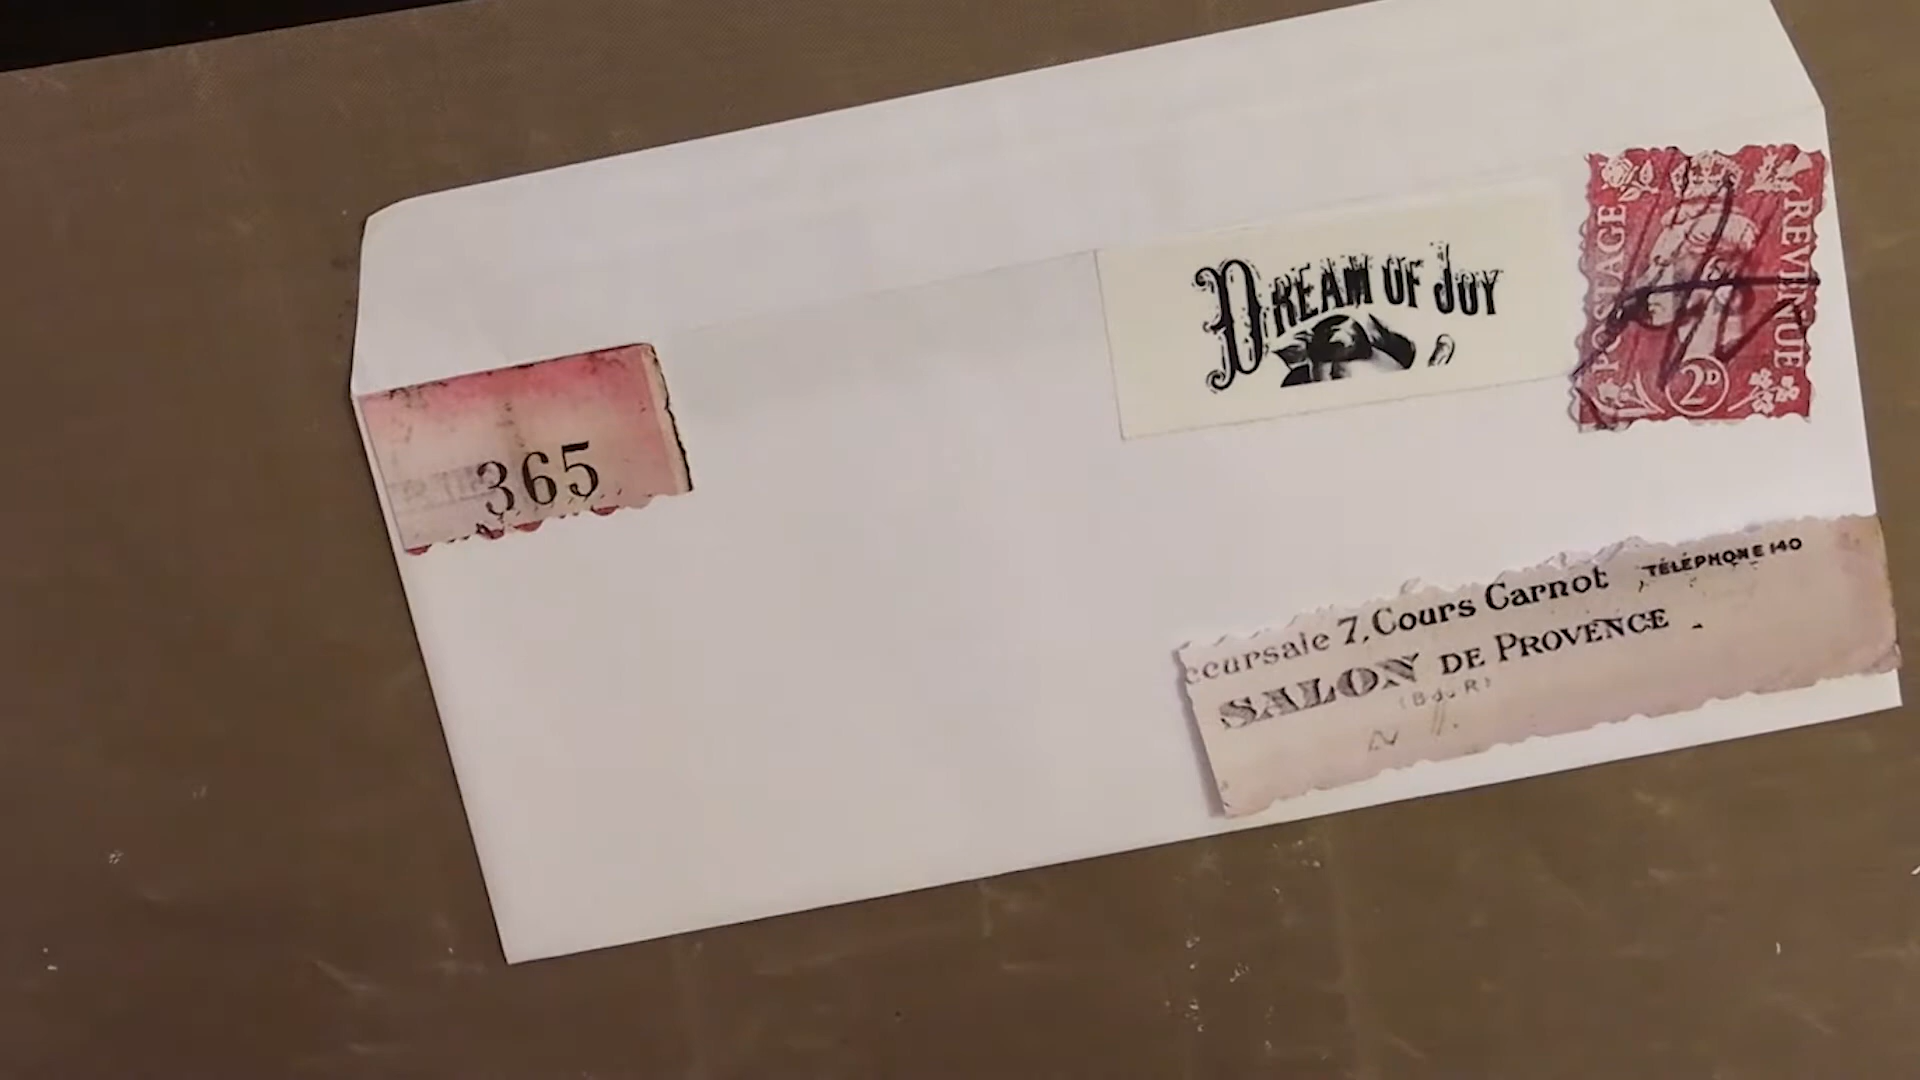 365
DREAM OF JOY
POSTAGE
REVENUE
2D
ccursale 7, Cours Carnot TÉLÉPHONE 140
SALON DE PROVENCE
(B du R)